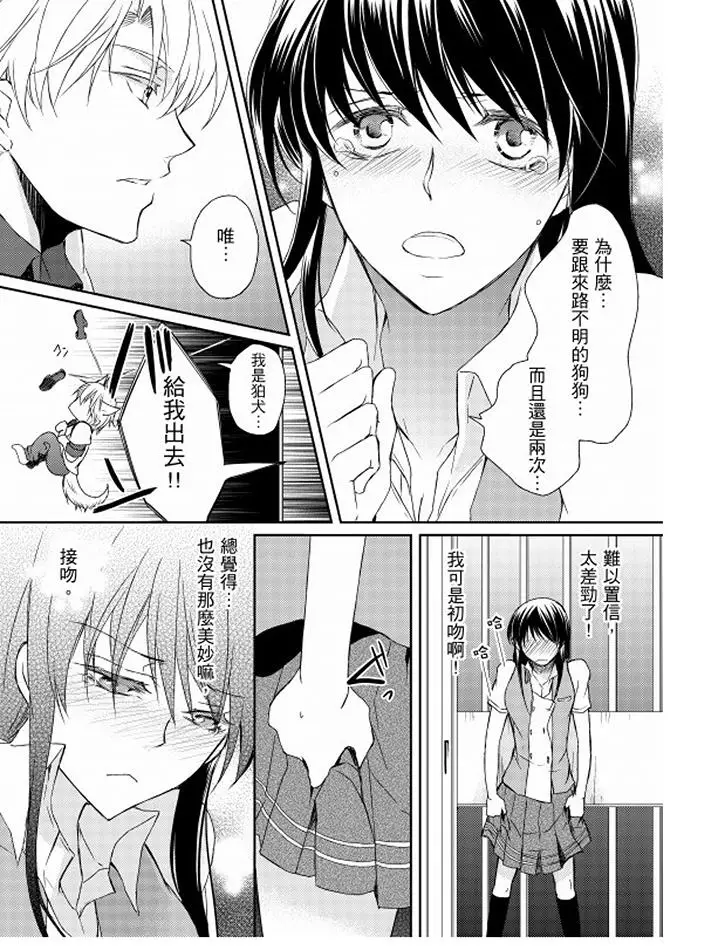 為什麼…
要跟來路不明的狗狗…
而且還是兩次…
唯…
我是狛犬…
給我出去!!
難以置信，
太差勁了！
哈
哈
我可是初吻啊！
總覺得…
也沒有那麼美妙嘛，
接吻。